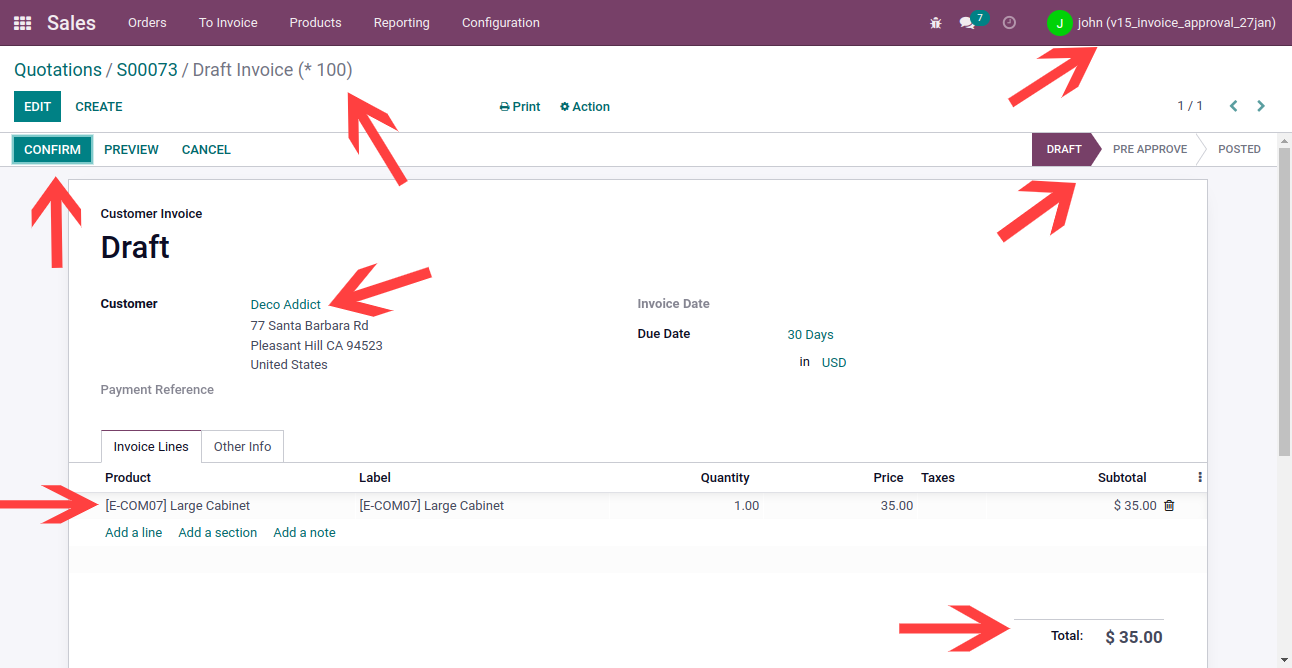 Sales Orders To Invoice Products Reporting Configuration 7 J john (v15_invoice_approval_27jan)
Quotations / S00073 / Draft Invoice (* 100)
EDIT CREATE Print Action 1 / 1
CONFIRM PREVIEW CANCEL DRAFT PRE APPROVE POSTED
Customer Invoice
Draft
Customer Deco Addict Invoice Date
77 Santa Barbara Rd Due Date 30 Days
Pleasant Hill CA 94523
United States in USD
Payment Reference
Invoice Lines Other Info
Product Label Quantity Price Taxes Subtotal
[E-COM07] Large Cabinet [E-COM07] Large Cabinet 1.00 35.00 $ 35.00
Add a line Add a section Add a note
Total: $ 35.00